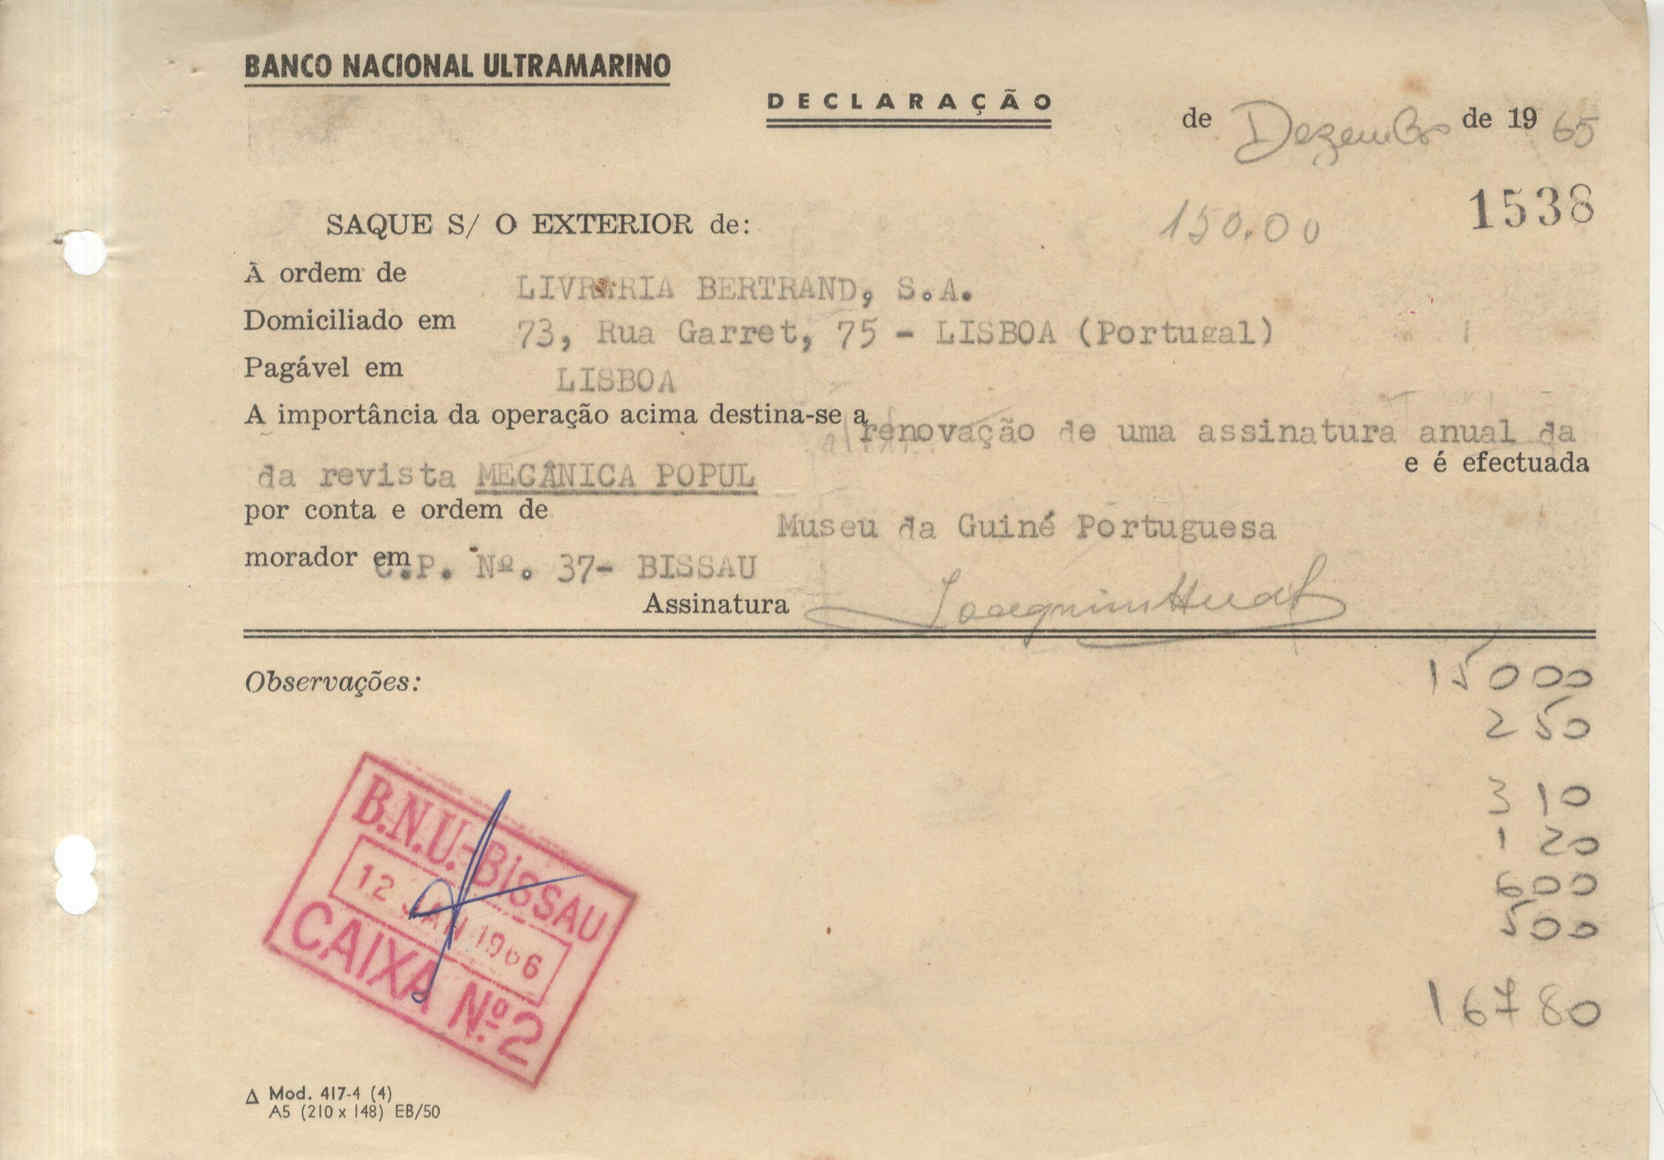 BANCO NACIONAL ULTRAMARINO
DECLARAÇÃO
de Dezembro de 19 65
1538
SAQUE S/ O EXTERIOR de: 150.00
À ordem de LIVRARIA BERTRAND, S.A.
Domiciliado em 73, Rua Garret, 75 - LISBOA (Portugal)
Pagável em LISBOA
A importância da operação acima destina-se a renovação de uma assinatura anual da
da revista MECÂNICA POPUL e é efectuada
por conta e ordem de Museu da Guiné Portuguesa
morador em C.P. Nº. 37- BISSAU
Assinatura
Observações:
15000
250
310
120
600
500
16780
B.N.U.-BISSAU
12 JAN 1966
CAIXA Nº 2
Δ Mod. 417-4 (4)
A5 (210 x 148) EB/50